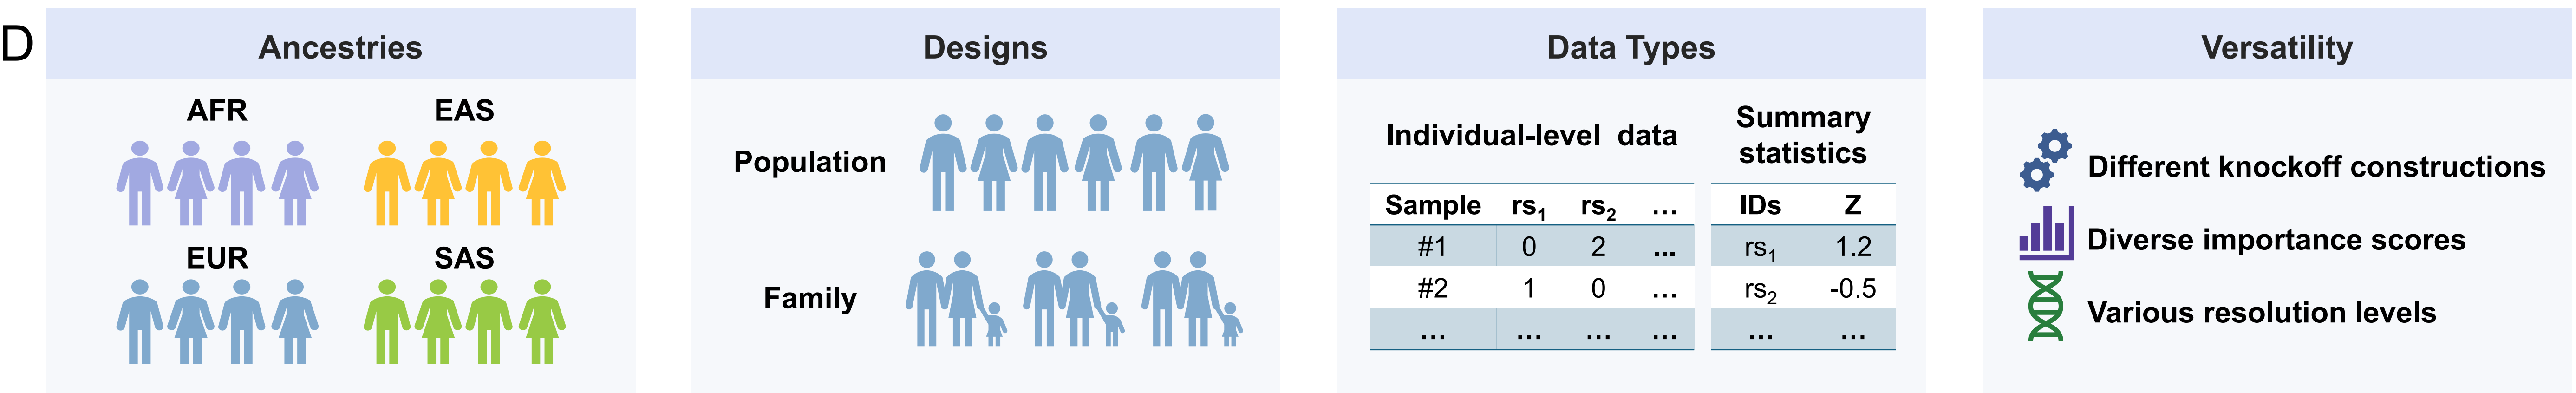 D
Ancestries
AFR
EAS
EUR
SAS
Designs
Population
Family
Data Types
Individual-level data
Sample rs1 rs2 …
#1 0 2 ...
#2 1 0 …
… … … …
Summary
statistics
IDs Z
rs1 1.2
rs2 -0.5
… …
Versatility
Different knockoff constructions
Diverse importance scores
Various resolution levels